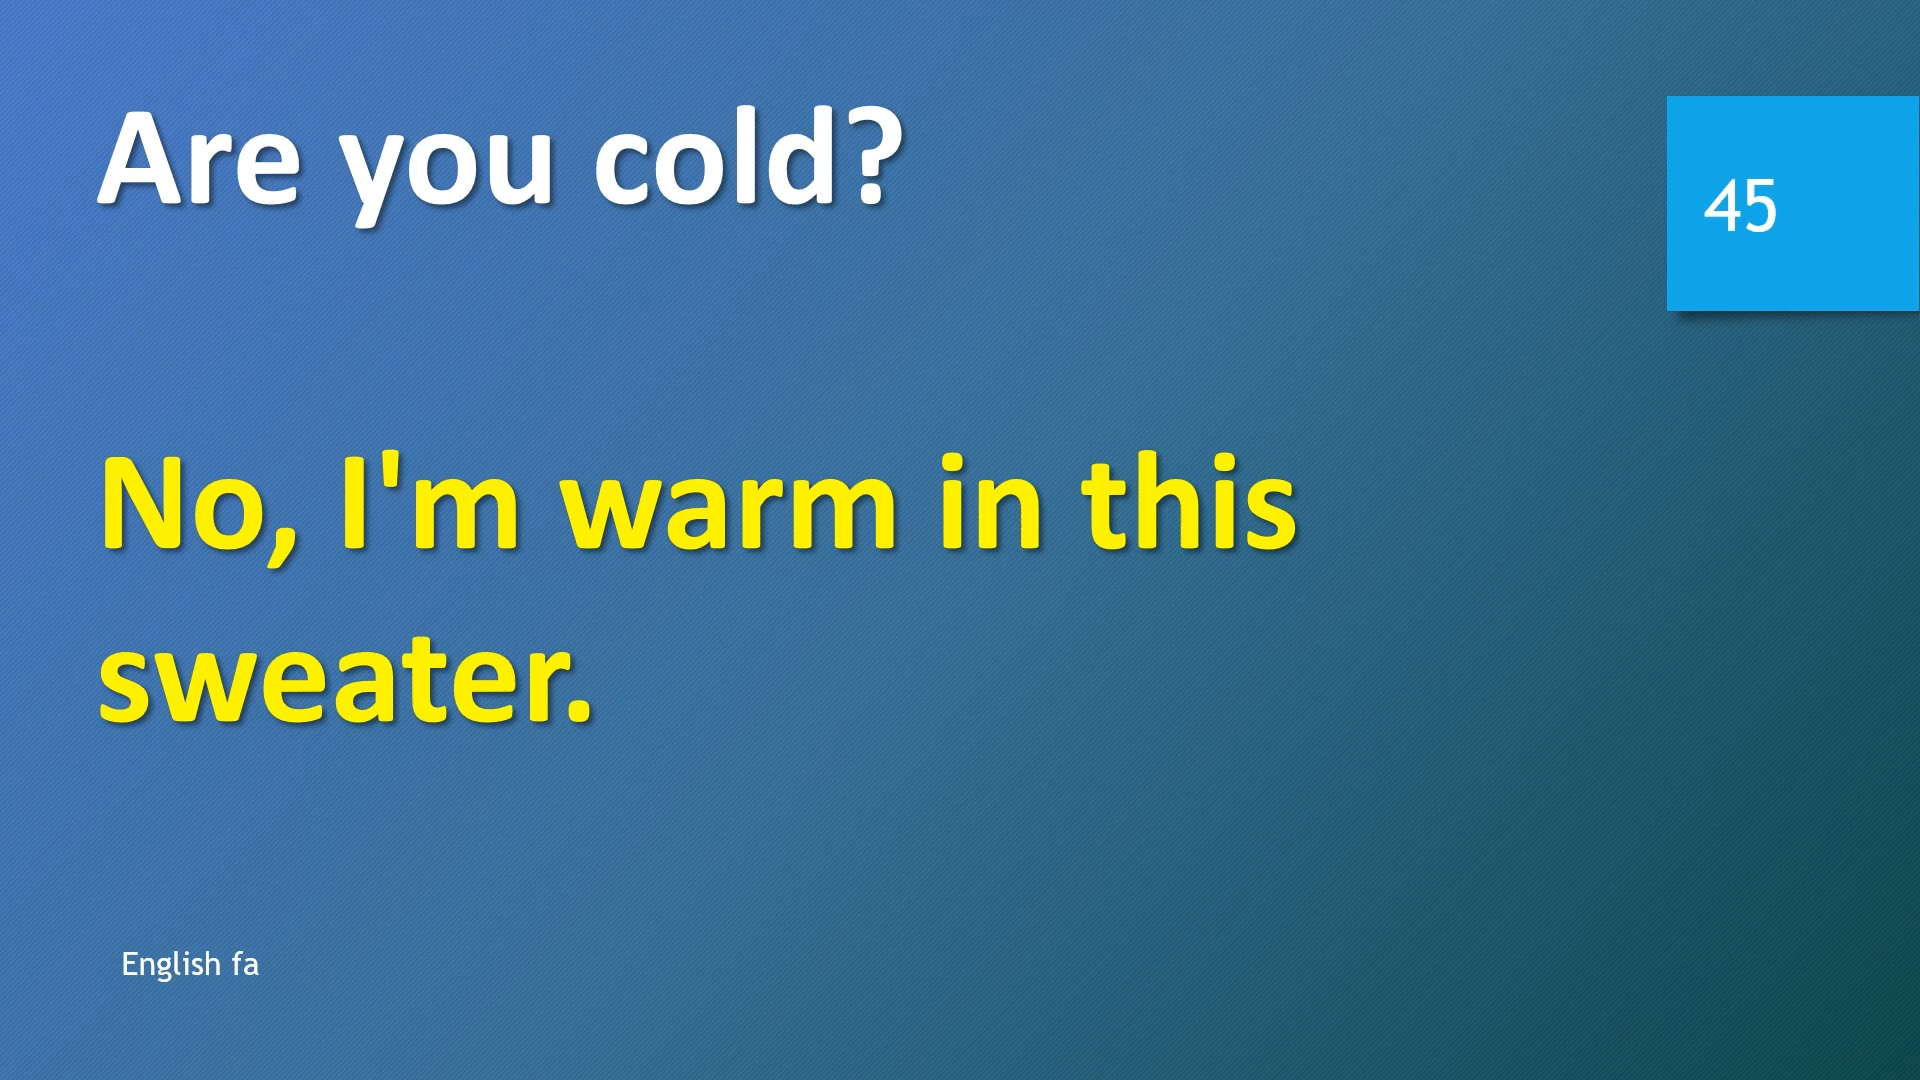 Are you cold?
45
No, I'm warm in this
sweater.
English fa